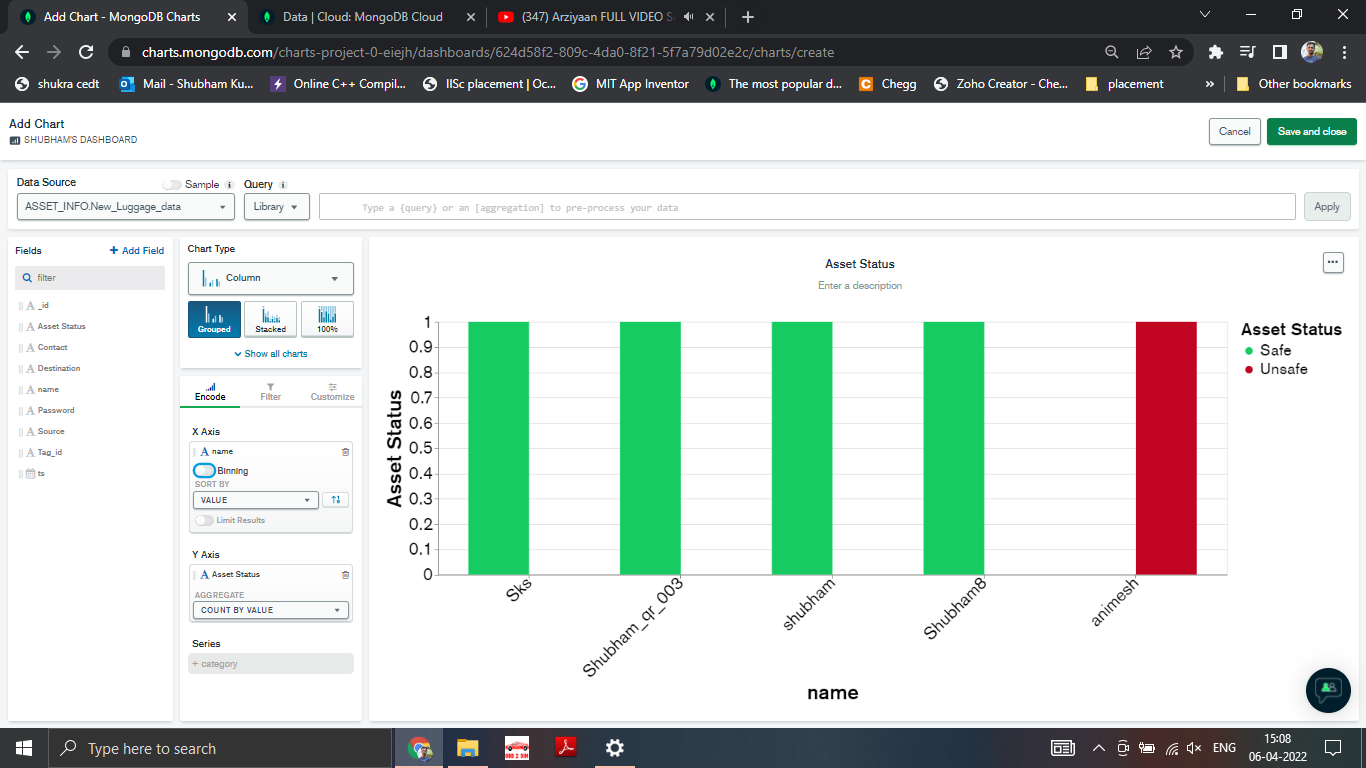 Add Chart - MongoDB Charts
Data | Cloud: MongoDB Cloud
(347) Arziyaan FULL VIDEO S
charts.mongodb.com/charts-project-0-eiejh/dashboards/624d58f2-809c-4da0-8f21-5f7a79d02e2c/charts/create
shukra cedt
Mail - Shubham Ku...
Online C++ Compil...
IISc placement | Oc...
MIT App Inventor
The most popular d...
Chegg
Zoho Creator - Che...
placement
»
Other bookmarks
Add Chart
SHUBHAM'S DASHBOARD
Cancel
Save and close
Data Source
Sample
Query
ASSET_INFO.New_Luggage_data
Library
Type a {query} or an [aggregation] to pre-process your data
Apply
Fields
+ Add Field
filter
A _id
A Asset Status
A Contact
A Destination
A name
A Password
A Source
A Tag_id
ts
Chart Type
Column
Grouped
Stacked
100%
Show all charts
Encode
Filter
Customize
X Axis
A name
Binning
SORT BY
VALUE
Limit Results
Y Axis
A Asset Status
AGGREGATE
COUNT BY VALUE
Series
+ category
Asset Status
Enter a description
Asset Status
1
0.9
0.8
0.7
0.6
0.5
0.4
0.3
0.2
0.1
0
Sks
Shubham_qr_003
shubham
Shubham8
animesh
name
Asset Status
Safe
Unsafe
Type here to search
ENG
15:08
06-04-2022